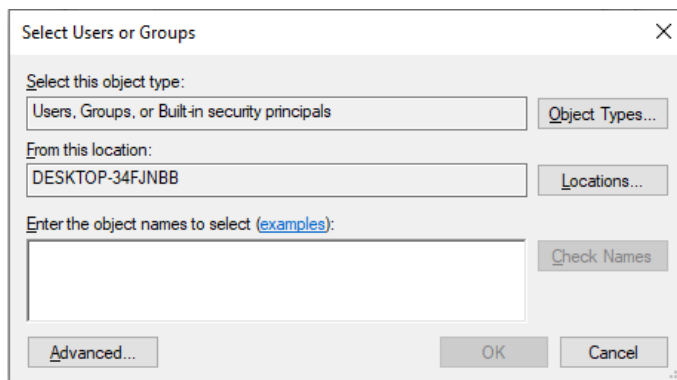 Select Users or Groups
Select this object type:
Users, Groups, or Built-in security principals
Object Types...
From this location:
DESKTOP-34FJNBB
Locations...
Enter the object names to select (examples):
Check Names
Advanced...
OK
Cancel